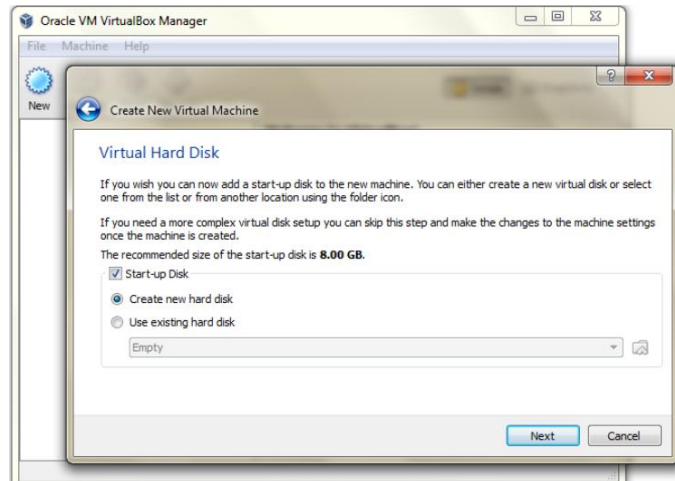 Oracle VM VirtualBox Manager
File Machine Help
New
Create New Virtual Machine
Virtual Hard Disk
If you wish you can now add a start-up disk to the new machine. You can either create a new virtual disk or select
one from the list or from another location using the folder icon.
If you need a more complex virtual disk setup you can skip this step and make the changes to the machine settings
once the machine is created.
The recommended size of the start-up disk is 8.00 GB.
Start-up Disk
Create new hard disk
Use existing hard disk
Empty
Next Cancel